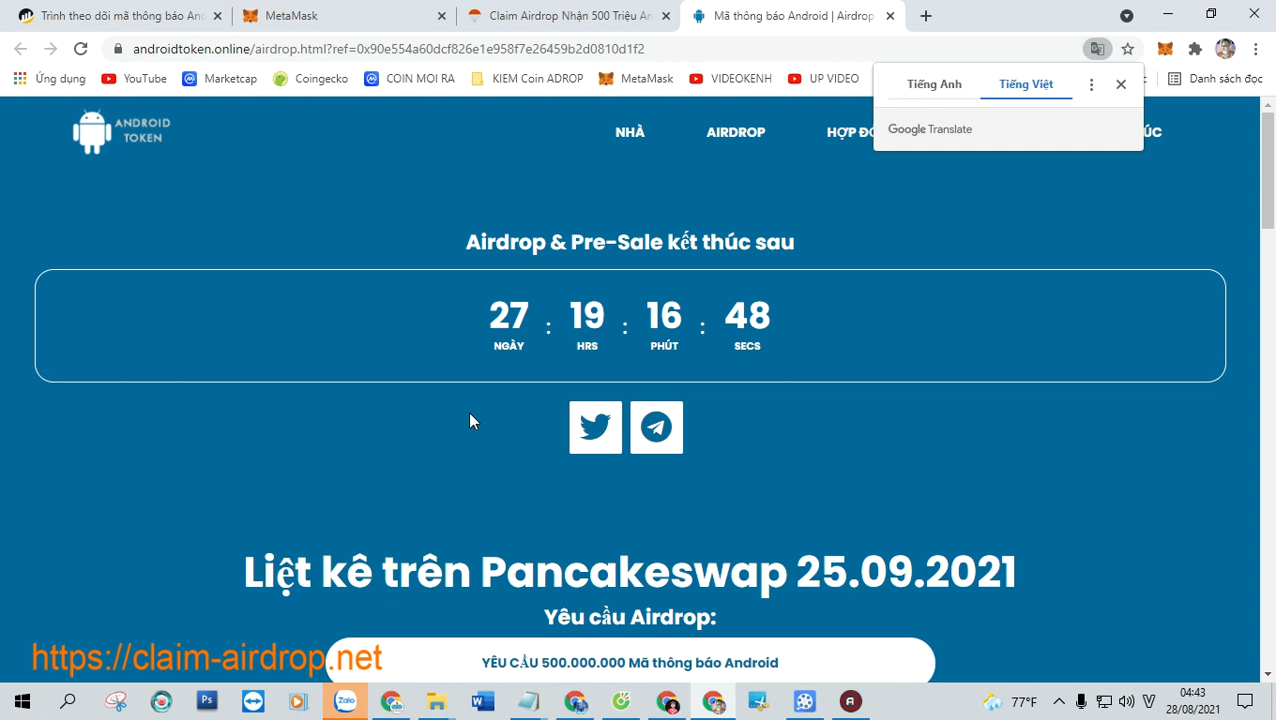 Trình theo dõi mã thông báo An
MetaMask
Claim Airdrop Nhận 500 Triệu An
Mã thông báo Android | Airdrop
androidtoken.online/airdrop.html?ref=0x90e554a60dcf826e1e958f7e26459b2d0810d1f2
Ứng dụng
YouTube
Marketcap
Coingecko
COIN MOI RA
KIEM Coin ADROP
MetaMask
VIDEOKENH
UP VIDEO
Danh sách đọc
Tiếng Anh
Tiếng Việt
Google Translate
ANDROID
TOKEN
NHÀ
AIRDROP
HỢP ĐỒ
ÚC
Airdrop & Pre-Sale kết thúc sau
27 : 19 : 16 : 48
NGÀY HRS PHÚT SECS
Liệt kê trên Pancakeswap 25.09.2021
Yêu cầu Airdrop:
YÊU CẦU 500.000.000 Mã thông báo Android
https://claim-airdrop.net
Ps
Zalo
W
A
77°F
V
04:43
28/08/2021